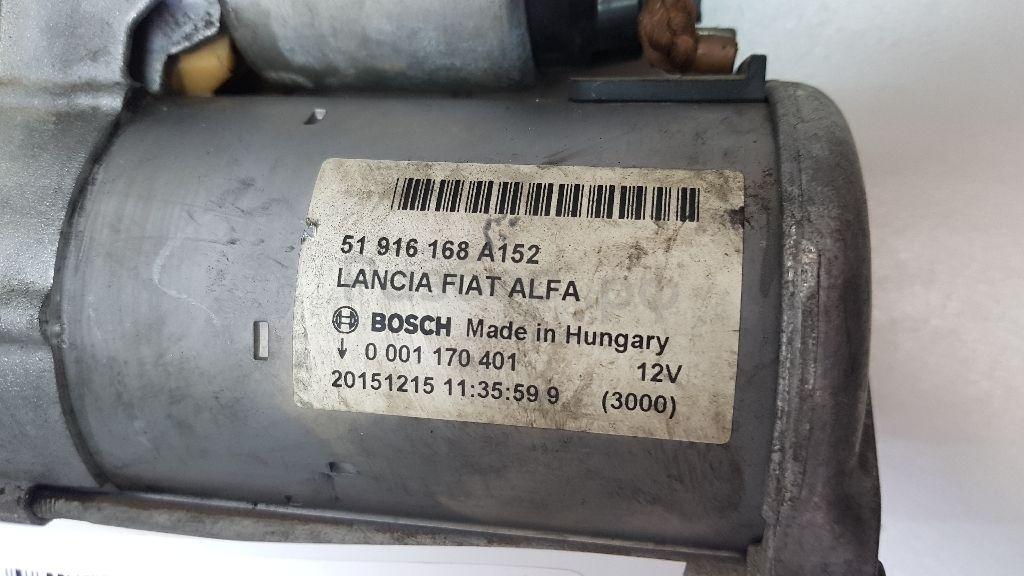 51 916 168 A152
LANCIA FIAT ALFA
BOSCH Made in Hungary
0 001 170 401 12V
20151215 11:35:59 9 (3000)